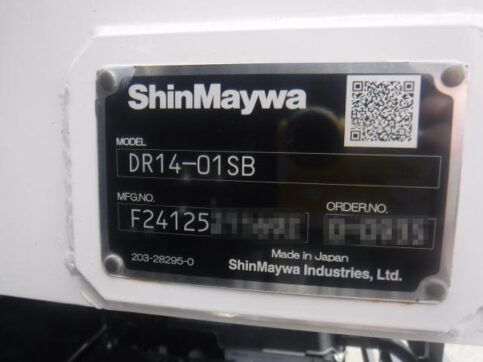 ShinMaywa
MODEL
DR14-01SB
MFG.NO.
ORDER.NO.
F24125
203-28295-0
Made in Japan
ShinMaywa Industries, Ltd.